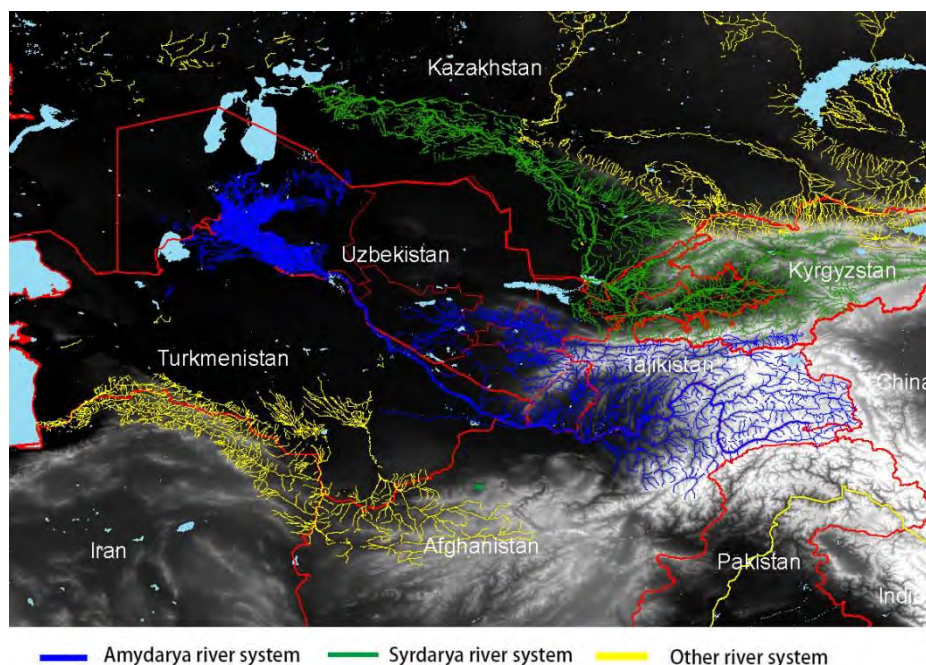 Kazakhstan
Uzbekistan
Kyrgyzstan
Turkmenistan
Tajikistan
China
Iran
Afghanistan
Pakistan
India
Amydarya river system
Syrdarya river system
Other river system